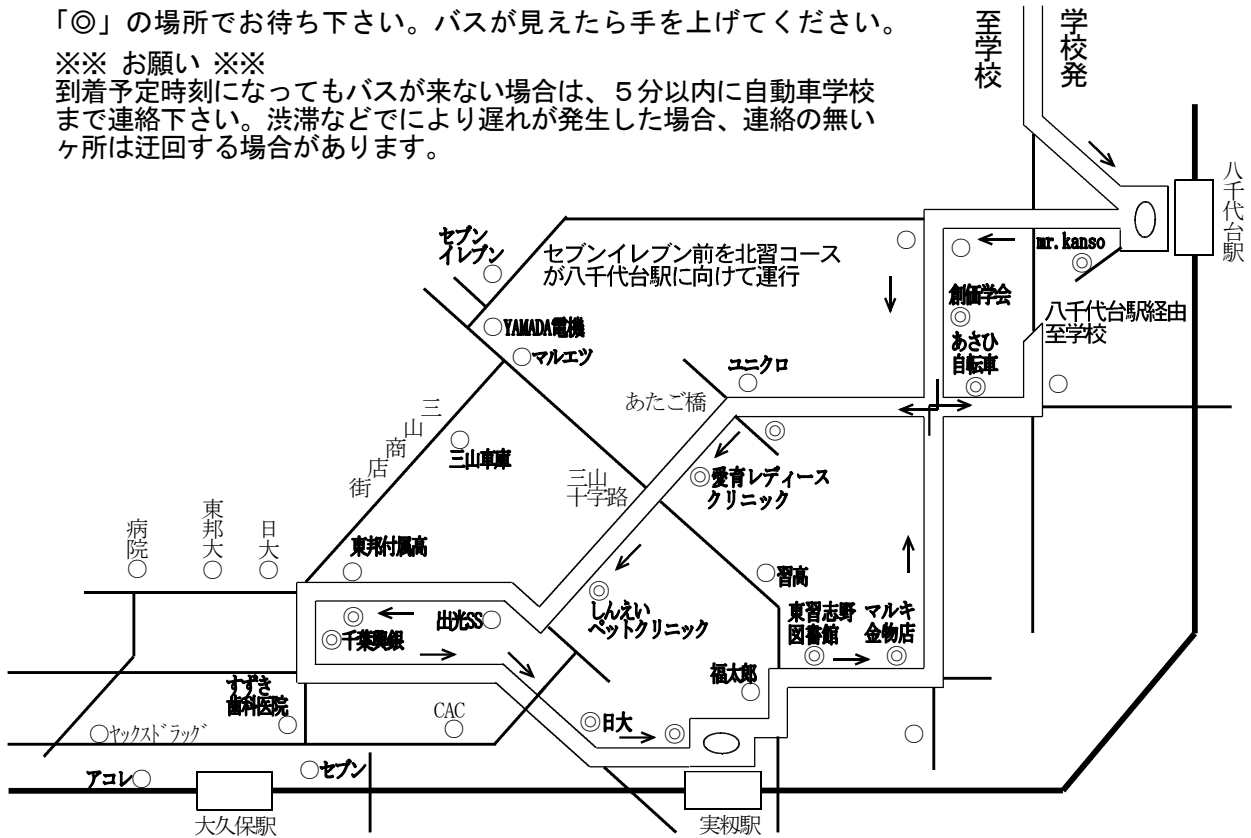 「◎」の場所でお待ち下さい。バスが見えたら手を上げてください。
※※ お願い ※※
到着予定時刻になってもバスが来ない場合は、５分以内に自動車学校
まで連絡下さい。渋滞などでにより遅れが発生した場合、連絡の無い
ヶ所は迂回する場合があります。
至学校
学校発
八千代台駅
セブン
イレブン
セブンイレブン前を北習コース
が八千代台駅に向けて運行
mr.kanso
創価学会
八千代台駅経由
至学校
YAMADA電機
マルエツ
あさひ
自転車
ユニクロ
あたご橋
三山商店街
三山車庫
三山
十字路
愛育レディース
クリニック
病院
東邦大
日大
東邦付属高
習高
しんえい
ペットクリニック
東習志野
図書館
マルキ
金物店
出光SS
千葉興銀
福太郎
すずき
歯科医院
CAC
日大
ヤックスドラッグ
アコレ
セブン
大久保駅
実籾駅